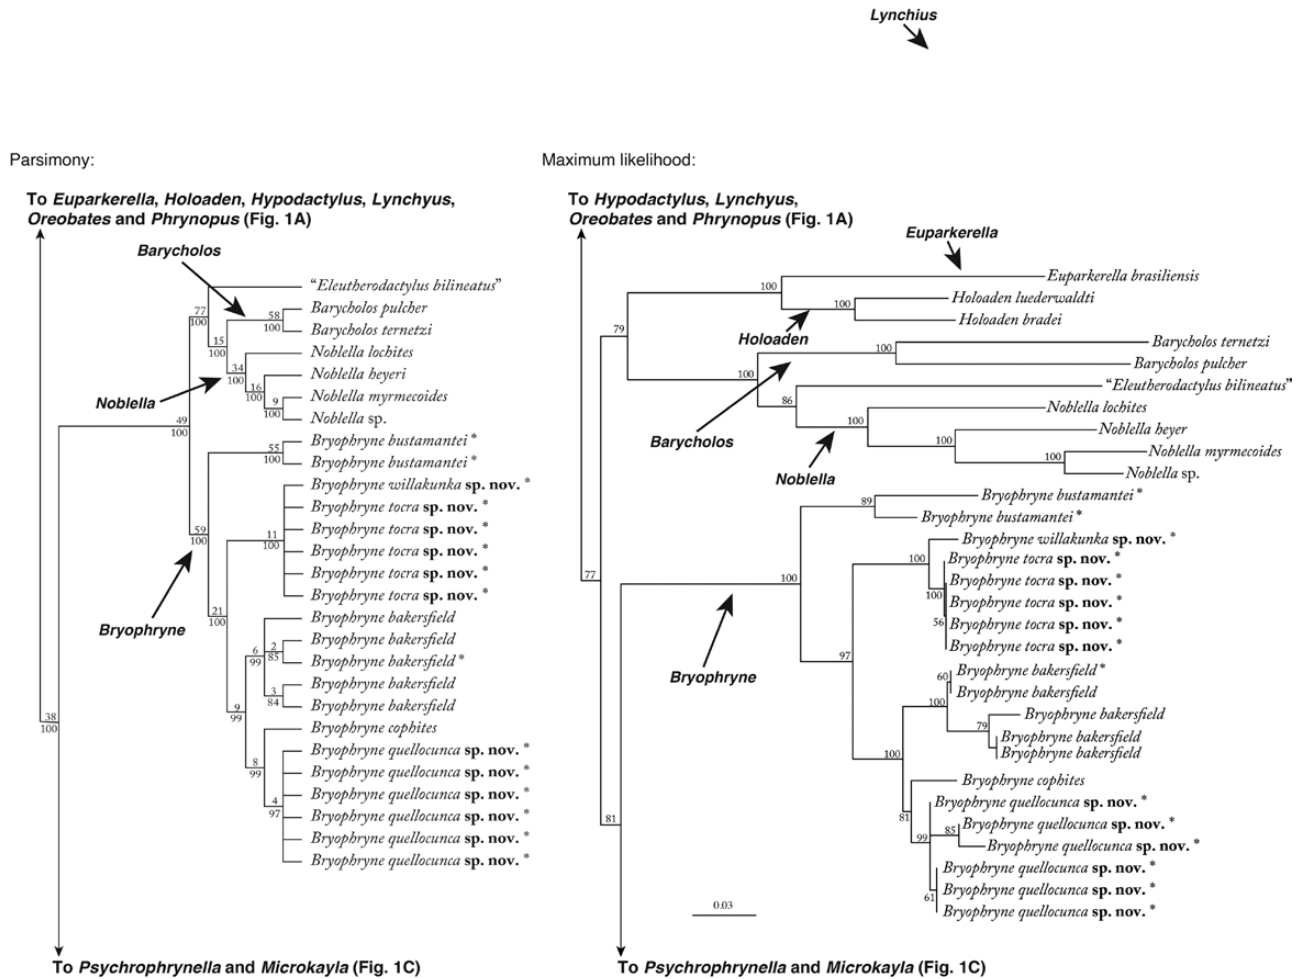 Lynchius
Parsimony:
To Euparkerella, Holoaden, Hypodactylus, Lynchyus,
Oreobates and Phrynopus (Fig. 1A)
Barycholos
"Eleutherodactylus bilineatus"
77
100
Barycholos pulcher
58
100
Barycholos ternetzi
15
100
Noblella lochites
34
100
Noblella heyeri
16
100
Noblella myrmecoides
9
100
Noblella sp.
Noblella
49
100
Bryophryne bustamantei *
55
100
Bryophryne bustamantei *
Bryophryne willakunka sp. nov. *
Bryophryne tocra sp. nov. *
Bryophryne tocra sp. nov. *
59
100
11
100
Bryophryne tocra sp. nov. *
Bryophryne tocra sp. nov. *
Bryophryne tocra sp. nov. *
21
100
Bryophryne
Bryophryne bakersfield
Bryophryne bakersfield
6
99
2
85
Bryophryne bakersfield *
Bryophryne bakersfield
3
84
Bryophryne bakersfield
9
99
38
100
Bryophryne cophites
Bryophryne quellocunca sp. nov. *
8
99
Bryophryne quellocunca sp. nov. *
Bryophryne quellocunca sp. nov. *
4
97
Bryophryne quellocunca sp. nov. *
Bryophryne quellocunca sp. nov. *
Bryophryne quellocunca sp. nov. *
To Psychrophrynella and Microkayla (Fig. 1C)
Maximum likelihood:
To Hypodactylus, Lynchyus,
Oreobates and Phrynopus (Fig. 1A)
Euparkerella
Euparkerella brasiliensis
100
Holoaden luederwaldti
100
Holoaden bradei
79
Holoaden
Barycholos ternetzi
100
Barycholos pulcher
100
"Eleutherodactylus bilineatus"
86
Noblella lochites
100
Noblella heyer
100
Noblella myrmecoides
100
Noblella sp.
Barycholos
Noblella
Bryophryne bustamantei *
89
Bryophryne bustamantei *
Bryophryne willakunka sp. nov. *
100
Bryophryne tocra sp. nov. *
Bryophryne tocra sp. nov. *
77
100
100
Bryophryne tocra sp. nov. *
56
Bryophryne tocra sp. nov. *
Bryophryne tocra sp. nov. *
97
Bryophryne
Bryophryne bakersfield *
60
Bryophryne bakersfield
100
Bryophryne bakersfield
79
Bryophryne bakersfield
Bryophryne bakersfield
100
Bryophryne cophites
Bryophryne quellocunca sp. nov. *
81
81
Bryophryne quellocunca sp. nov. *
99
85
Bryophryne quellocunca sp. nov. *
Bryophryne quellocunca sp. nov. *
Bryophryne quellocunca sp. nov. *
61
Bryophryne quellocunca sp. nov. *
0.03
To Psychrophrynella and Microkayla (Fig. 1C)